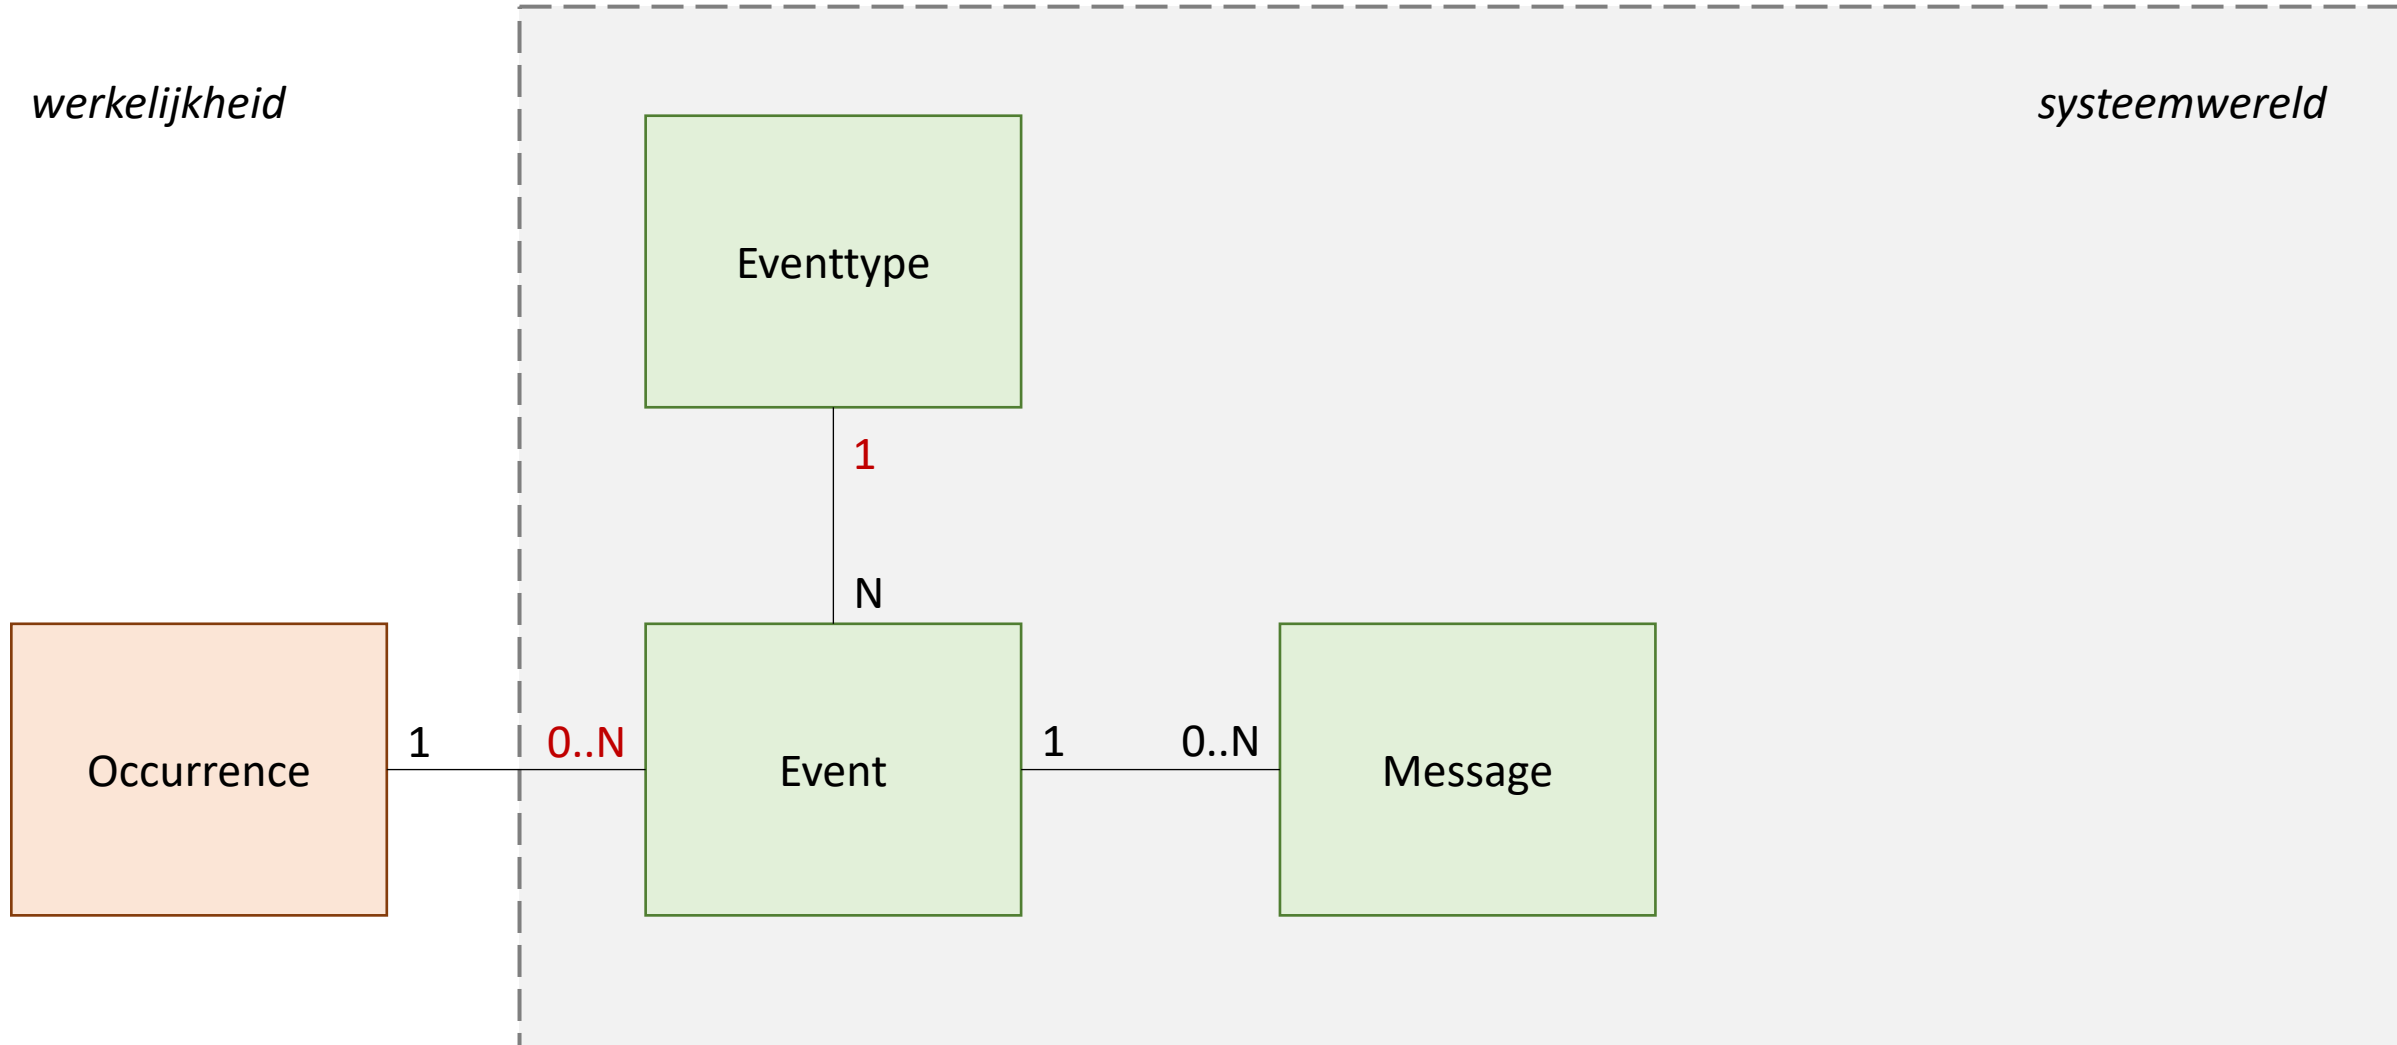 werkelijkheid
systeemwereld
Eventtype
1
N
Occurrence
1
0..N
Event
1
0..N
Message